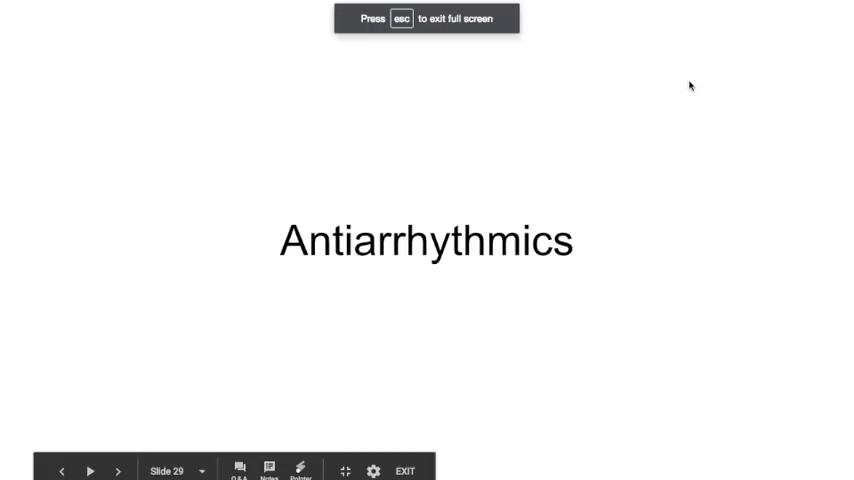 Press esc to exit full screen
Antiarrhythmics
Slide 29
Q&A Notes Pointer
EXIT